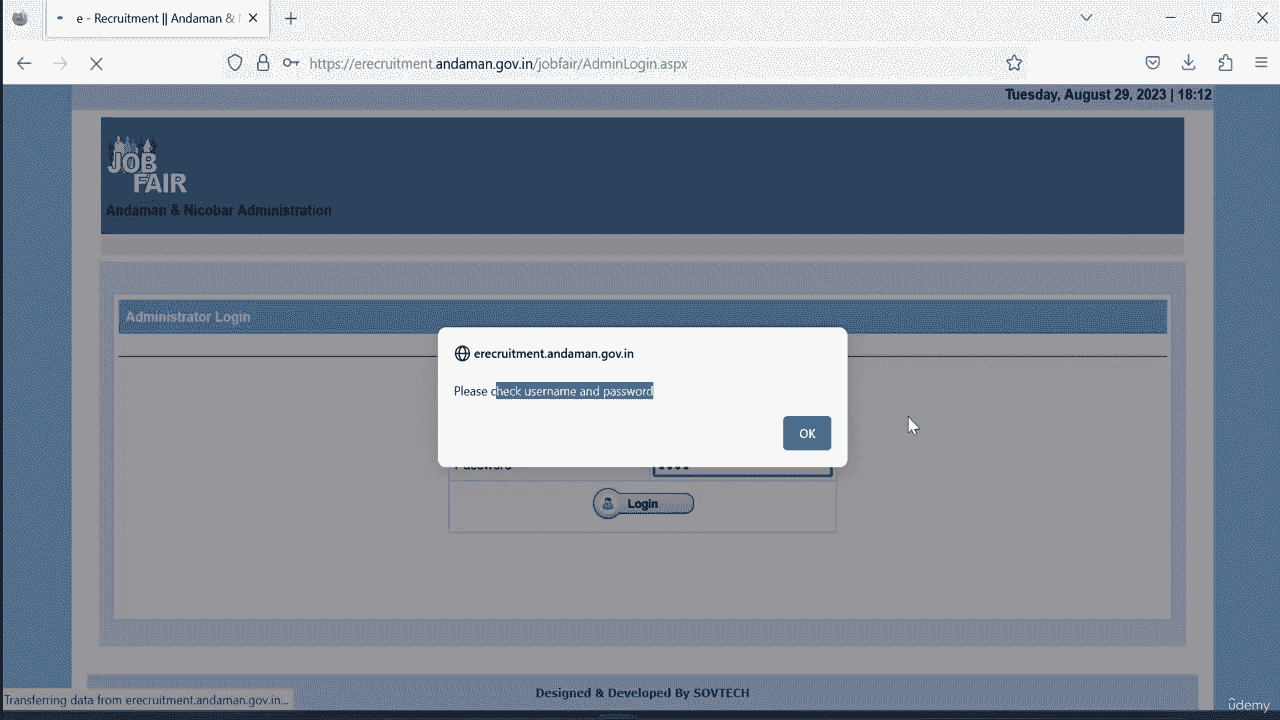 e - Recruitment || Andaman &
https://erecruitment.andaman.gov.in/jobfair/AdminLogin.aspx
Tuesday, August 29, 2023 | 18:12
JOB
FAIR
Andaman & Nicobar Administration
Administrator Login
erecruitment.andaman.gov.in
Please check username and password
OK
Password
Login
Designed & Developed By SOVTECH
Transferring data from erecruitment.andaman.gov.in...
ûdemy